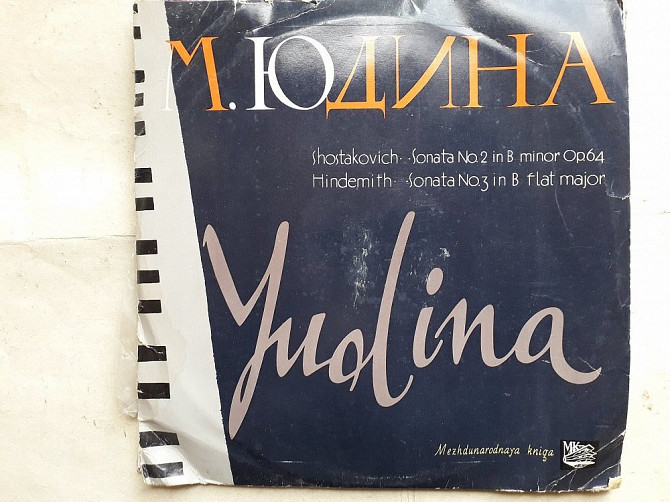 М. ЮДИНА
Shostakovich · Sonata No. 2 in B minor Op. 64
Hindemith · Sonata No. 3 in B flat major
Yudina
Mezhdunarodnaya kniga
МК